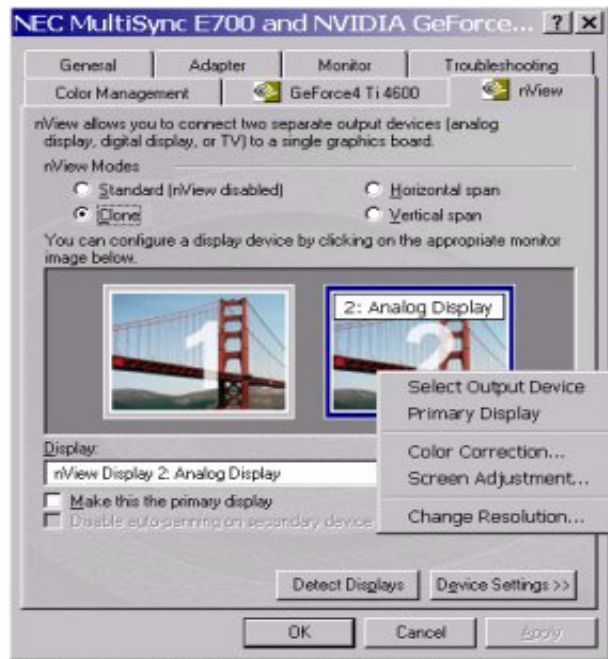 NEC MultiSync E700 and NVIDIA GeForce... ? X
General Adapter Monitor Troubleshooting
Color Management GeForce4 Ti 4600 nView
nView allows you to connect two separate output devices (analog
display, digital display, or TV) to a single graphics board.
nView Modes
Standard (nView disabled) Horizontal span
Clone Vertical span
You can configure a display device by clicking on the appropriate monitor
image below.
1
2: Analog Display
2
Select Output Device
Primary Display
Color Correction...
Screen Adjustment...
Change Resolution...
Display:
nView Display 2: Analog Display
Make this the primary display
Disable auto-panning on secondary device
Detect Displays Device Settings >>
OK Cancel Apply